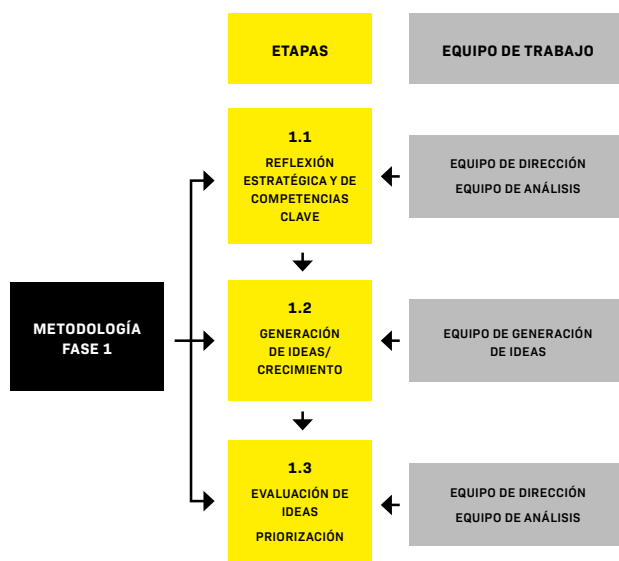 ETAPAS
EQUIPO DE TRABAJO
1.1
REFLEXIÓN
ESTRATÉGICA Y DE
COMPETENCIAS
CLAVE
EQUIPO DE DIRECCIÓN
EQUIPO DE ANÁLISIS
METODOLOGÍA
FASE 1
1.2
GENERACIÓN
DE IDEAS/
CRECIMIENTO
EQUIPO DE GENERACIÓN
DE IDEAS
1.3
EVALUACIÓN DE
IDEAS
PRIORIZACIÓN
EQUIPO DE DIRECCIÓN
EQUIPO DE ANÁLISIS